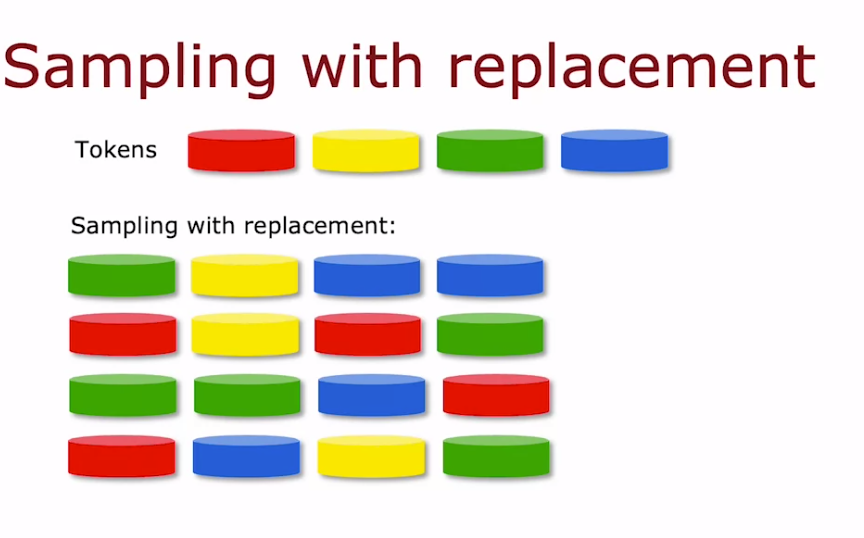 Sampling with replacement
Tokens
Sampling with replacement: